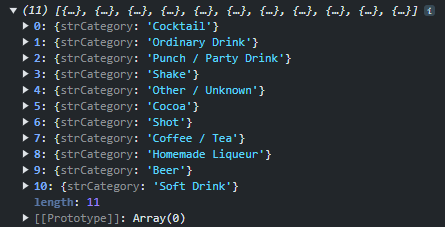 ▼ (11) [{…}, {…}, {…}, {…}, {…}, {…}, {…}, {…}, {…}, {…}, {…}] i
▶ 0: {strCategory: 'Cocktail'}
▶ 1: {strCategory: 'Ordinary Drink'}
▶ 2: {strCategory: 'Punch / Party Drink'}
▶ 3: {strCategory: 'Shake'}
▶ 4: {strCategory: 'Other / Unknown'}
▶ 5: {strCategory: 'Cocoa'}
▶ 6: {strCategory: 'Shot'}
▶ 7: {strCategory: 'Coffee / Tea'}
▶ 8: {strCategory: 'Homemade Liqueur'}
▶ 9: {strCategory: 'Beer'}
▶ 10: {strCategory: 'Soft Drink'}
length: 11
▶ [[Prototype]]: Array(0)